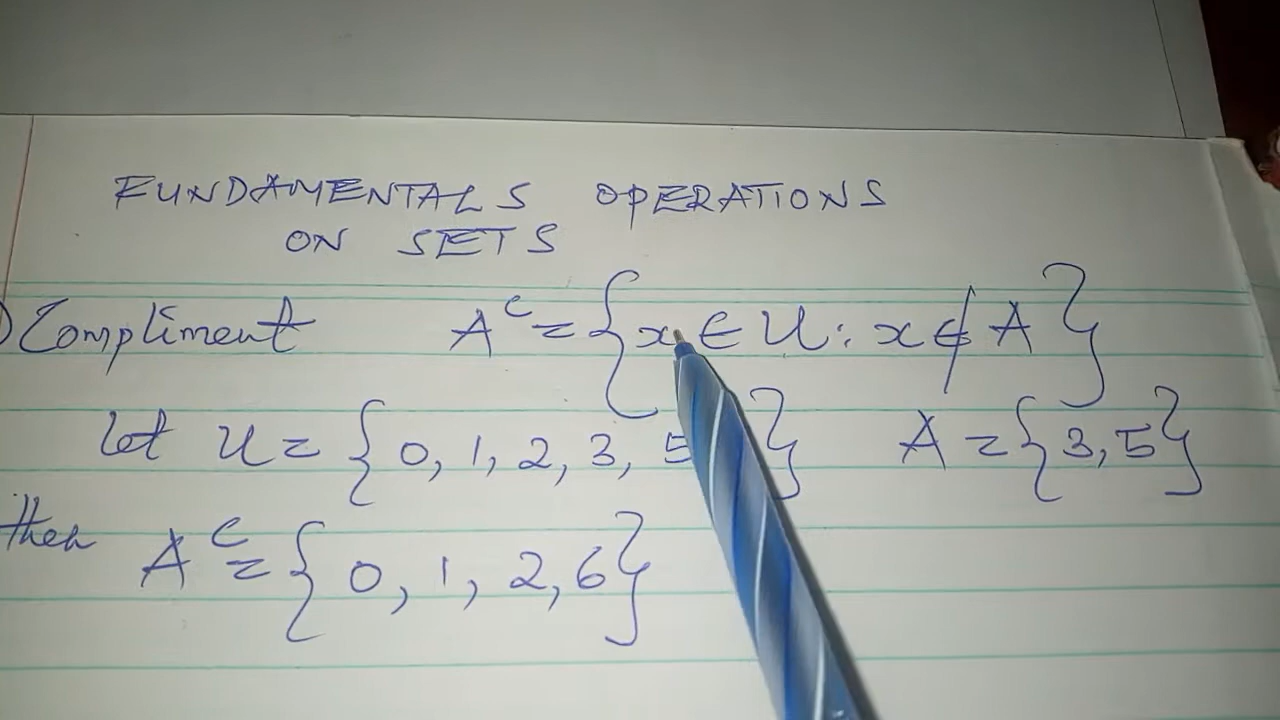 FUNDAMENTALS OPERATIONS
ON SETS
) Compliment A^c = {x ∈ U : x ∉ A}
let U = {0, 1, 2, 3, 5 } A = {3, 5}
then A^c = {0, 1, 2, 6}